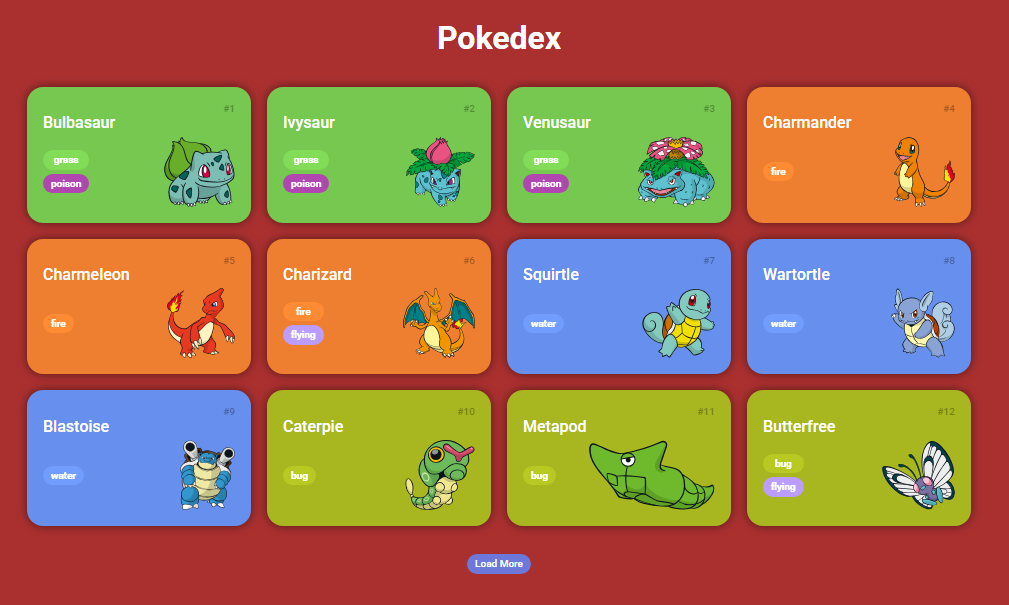 Pokedex
#1
Bulbasaur
grass
poison
#2
Ivysaur
grass
poison
#3
Venusaur
grass
poison
#4
Charmander
fire
#5
Charmeleon
fire
#6
Charizard
fire
flying
#7
Squirtle
water
#8
Wartortle
water
#9
Blastoise
water
#10
Caterpie
bug
#11
Metapod
bug
#12
Butterfree
bug
flying
Load More